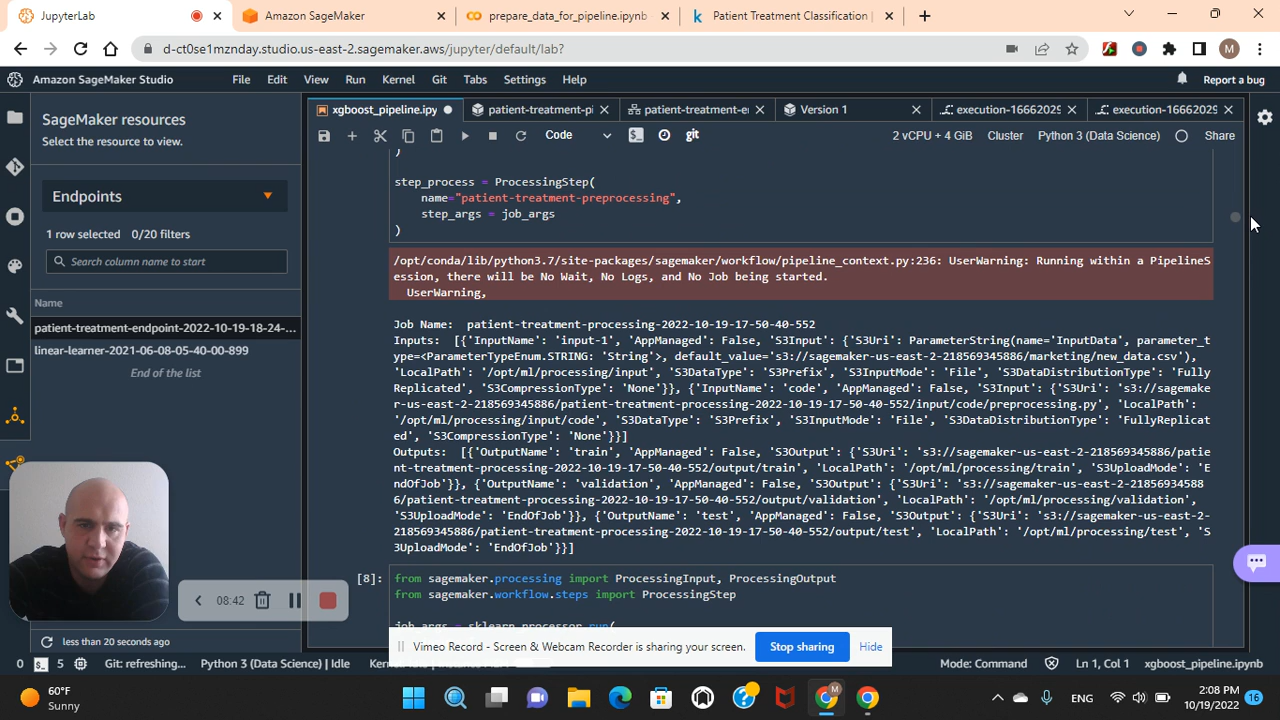 JupyterLab
Amazon SageMaker
prepare_data_for_pipeline.ipynb
Patient Treatment Classification
d-ct0se1mznday.studio.us-east-2.sagemaker.aws/jupyter/default/lab?
M
Amazon SageMaker Studio
File Edit View Run Kernel Git Tabs Settings Help
Report a bug
SageMaker resources
Select the resource to view.
Endpoints
1 row selected 0/20 filters
Search column name to start
Name
patient-treatment-endpoint-2022-10-19-18-24-...
linear-learner-2021-06-08-05-40-00-899
End of the list
less than 20 seconds ago
xgboost_pipeline.ipy
patient-treatment-pi
patient-treatment-e
Version 1
execution-16662029
execution-16662029
Code
git
2 vCPU + 4 GiB Cluster Python 3 (Data Science) Share
)
step_process = ProcessingStep(
name="patient-treatment-preprocessing",
step_args = job_args
)
/opt/conda/lib/python3.7/site-packages/sagemaker/workflow/pipeline_context.py:236: UserWarning: Running within a PipelineS
ession, there will be No Wait, No Logs, and No Job being started.
UserWarning,
Job Name:  patient-treatment-processing-2022-10-19-17-50-40-552
Inputs:  [{'InputName': 'input-1', 'AppManaged': False, 'S3Input': {'S3Uri': ParameterString(name='InputData', parameter_t
ype=<ParameterTypeEnum.STRING: 'String'>, default_value='s3://sagemaker-us-east-2-218569345886/marketing/new_data.csv'),
'LocalPath': '/opt/ml/processing/input', 'S3DataType': 'S3Prefix', 'S3InputMode': 'File', 'S3DataDistributionType': 'Fully
Replicated', 'S3CompressionType': 'None'}}, {'InputName': 'code', 'AppManaged': False, 'S3Input': {'S3Uri': 's3://sagemake
r-us-east-2-218569345886/patient-treatment-processing-2022-10-19-17-50-40-552/input/code/preprocessing.py', 'LocalPath':
'/opt/ml/processing/input/code', 'S3DataType': 'S3Prefix', 'S3InputMode': 'File', 'S3DataDistributionType': 'FullyReplicat
ed', 'S3CompressionType': 'None'}}]
Outputs:  [{'OutputName': 'train', 'AppManaged': False, 'S3Output': {'S3Uri': 's3://sagemaker-us-east-2-218569345886/patie
nt-treatment-processing-2022-10-19-17-50-40-552/output/train', 'LocalPath': '/opt/ml/processing/train', 'S3UploadMode': 'E
ndOfJob'}}, {'OutputName': 'validation', 'AppManaged': False, 'S3Output': {'S3Uri': 's3://sagemaker-us-east-2-21856934588
6/patient-treatment-processing-2022-10-19-17-50-40-552/output/validation', 'LocalPath': '/opt/ml/processing/validation',
'S3UploadMode': 'EndOfJob'}}, {'OutputName': 'test', 'AppManaged': False, 'S3Output': {'S3Uri': 's3://sagemaker-us-east-2-
218569345886/patient-treatment-processing-2022-10-19-17-50-40-552/output/test', 'LocalPath': '/opt/ml/processing/test', 'S
3UploadMode': 'EndOfJob'}}]
[8]:
from sagemaker.processing import ProcessingInput, ProcessingOutput
from sagemaker.workflow.steps import ProcessingStep
job_args = sklearn_processor.run(
08:42
Vimeo Record - Screen & Webcam Recorder is sharing your screen. Stop sharing Hide
0 5 Git: refreshing... Python 3 (Data Science) | Idle
Mode: Command Ln 1, Col 1 xgboost_pipeline.ipynb
60°F
Sunny
M
ENG
2:08 PM
10/19/2022
16